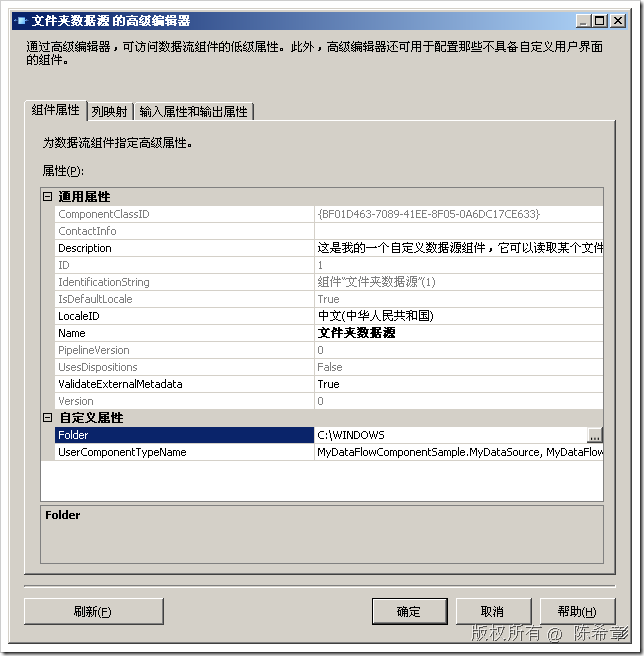 文件夹数据源 的高级编辑器
通过高级编辑器，可访问数据流组件的低级属性。此外，高级编辑器还可用于配置那些不具备自定义用户界面
的组件。
组件属性 列映射 输入属性和输出属性
为数据流组件指定高级属性。
属性(P):
通用属性
ComponentClassID {BF01D463-7089-41EE-8F05-0A6DC17CE633}
ContactInfo
Description 这是我的一个自定义数据源组件，它可以读取某个文件
ID 1
IdentificationString 组件“文件夹数据源”(1)
IsDefaultLocale True
LocaleID 中文(中华人民共和国)
Name 文件夹数据源
PipelineVersion 0
UsesDispositions False
ValidateExternalMetadata True
Version 0
自定义属性
Folder C:\WINDOWS ...
UserComponentTypeName MyDataFlowComponentSample.MyDataSource, MyDataFlow
Folder
刷新(F) 确定 取消 帮助(H)
版权所有 @ 陈希章